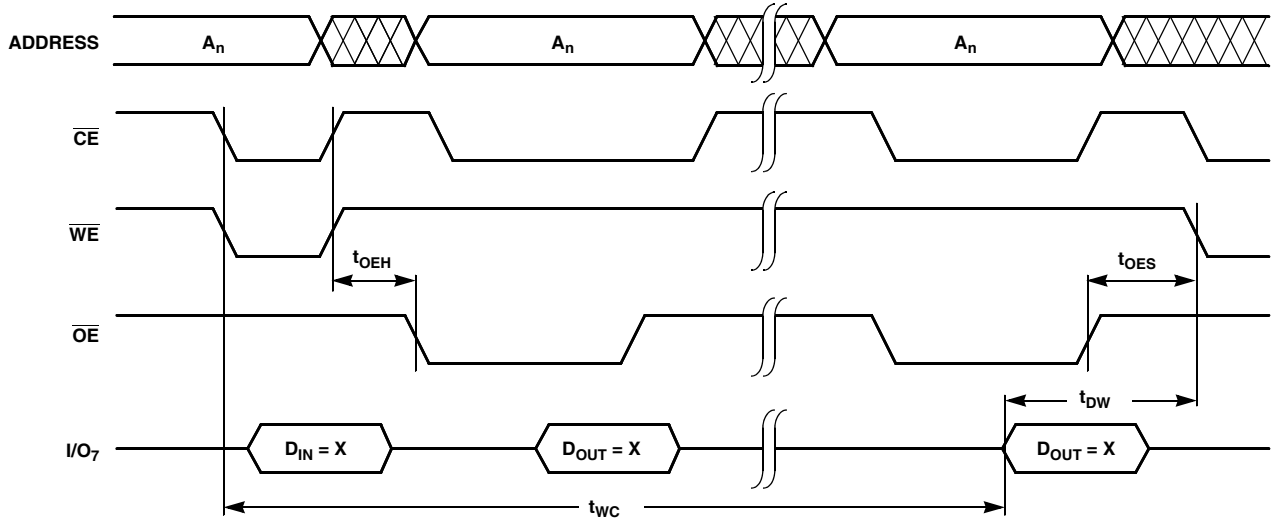 ADDRESS Aₙ Aₙ Aₙ
C̅E̅
W̅E̅
tOEH tOES
O̅E̅
tDW
I/O₇ DIN = X DOUT = X DOUT = X
tWC